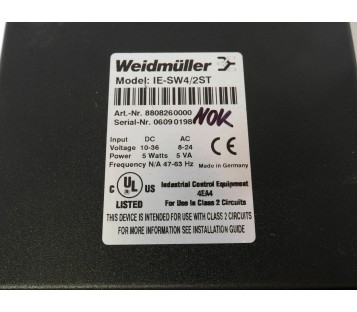 Weidmüller
Model: IE-SW4/2ST
Art.-Nr. 8808260000
Serial-Nr. 06090198 NOK
Input DC AC
Voltage 10-36 8-24
Power 5 Watts 5 VA
Frequency N/A 47-63 Hz Made in Germany
C UL US
LISTED
Industrial Control Equipment
4EA4
For Use In Class 2 Circuits
THIS DEVICE IS INTENDED FOR USE WITH CLASS 2 CIRCUITS
FOR MORE INFORMATION SEE INSTALLATION GUIDE